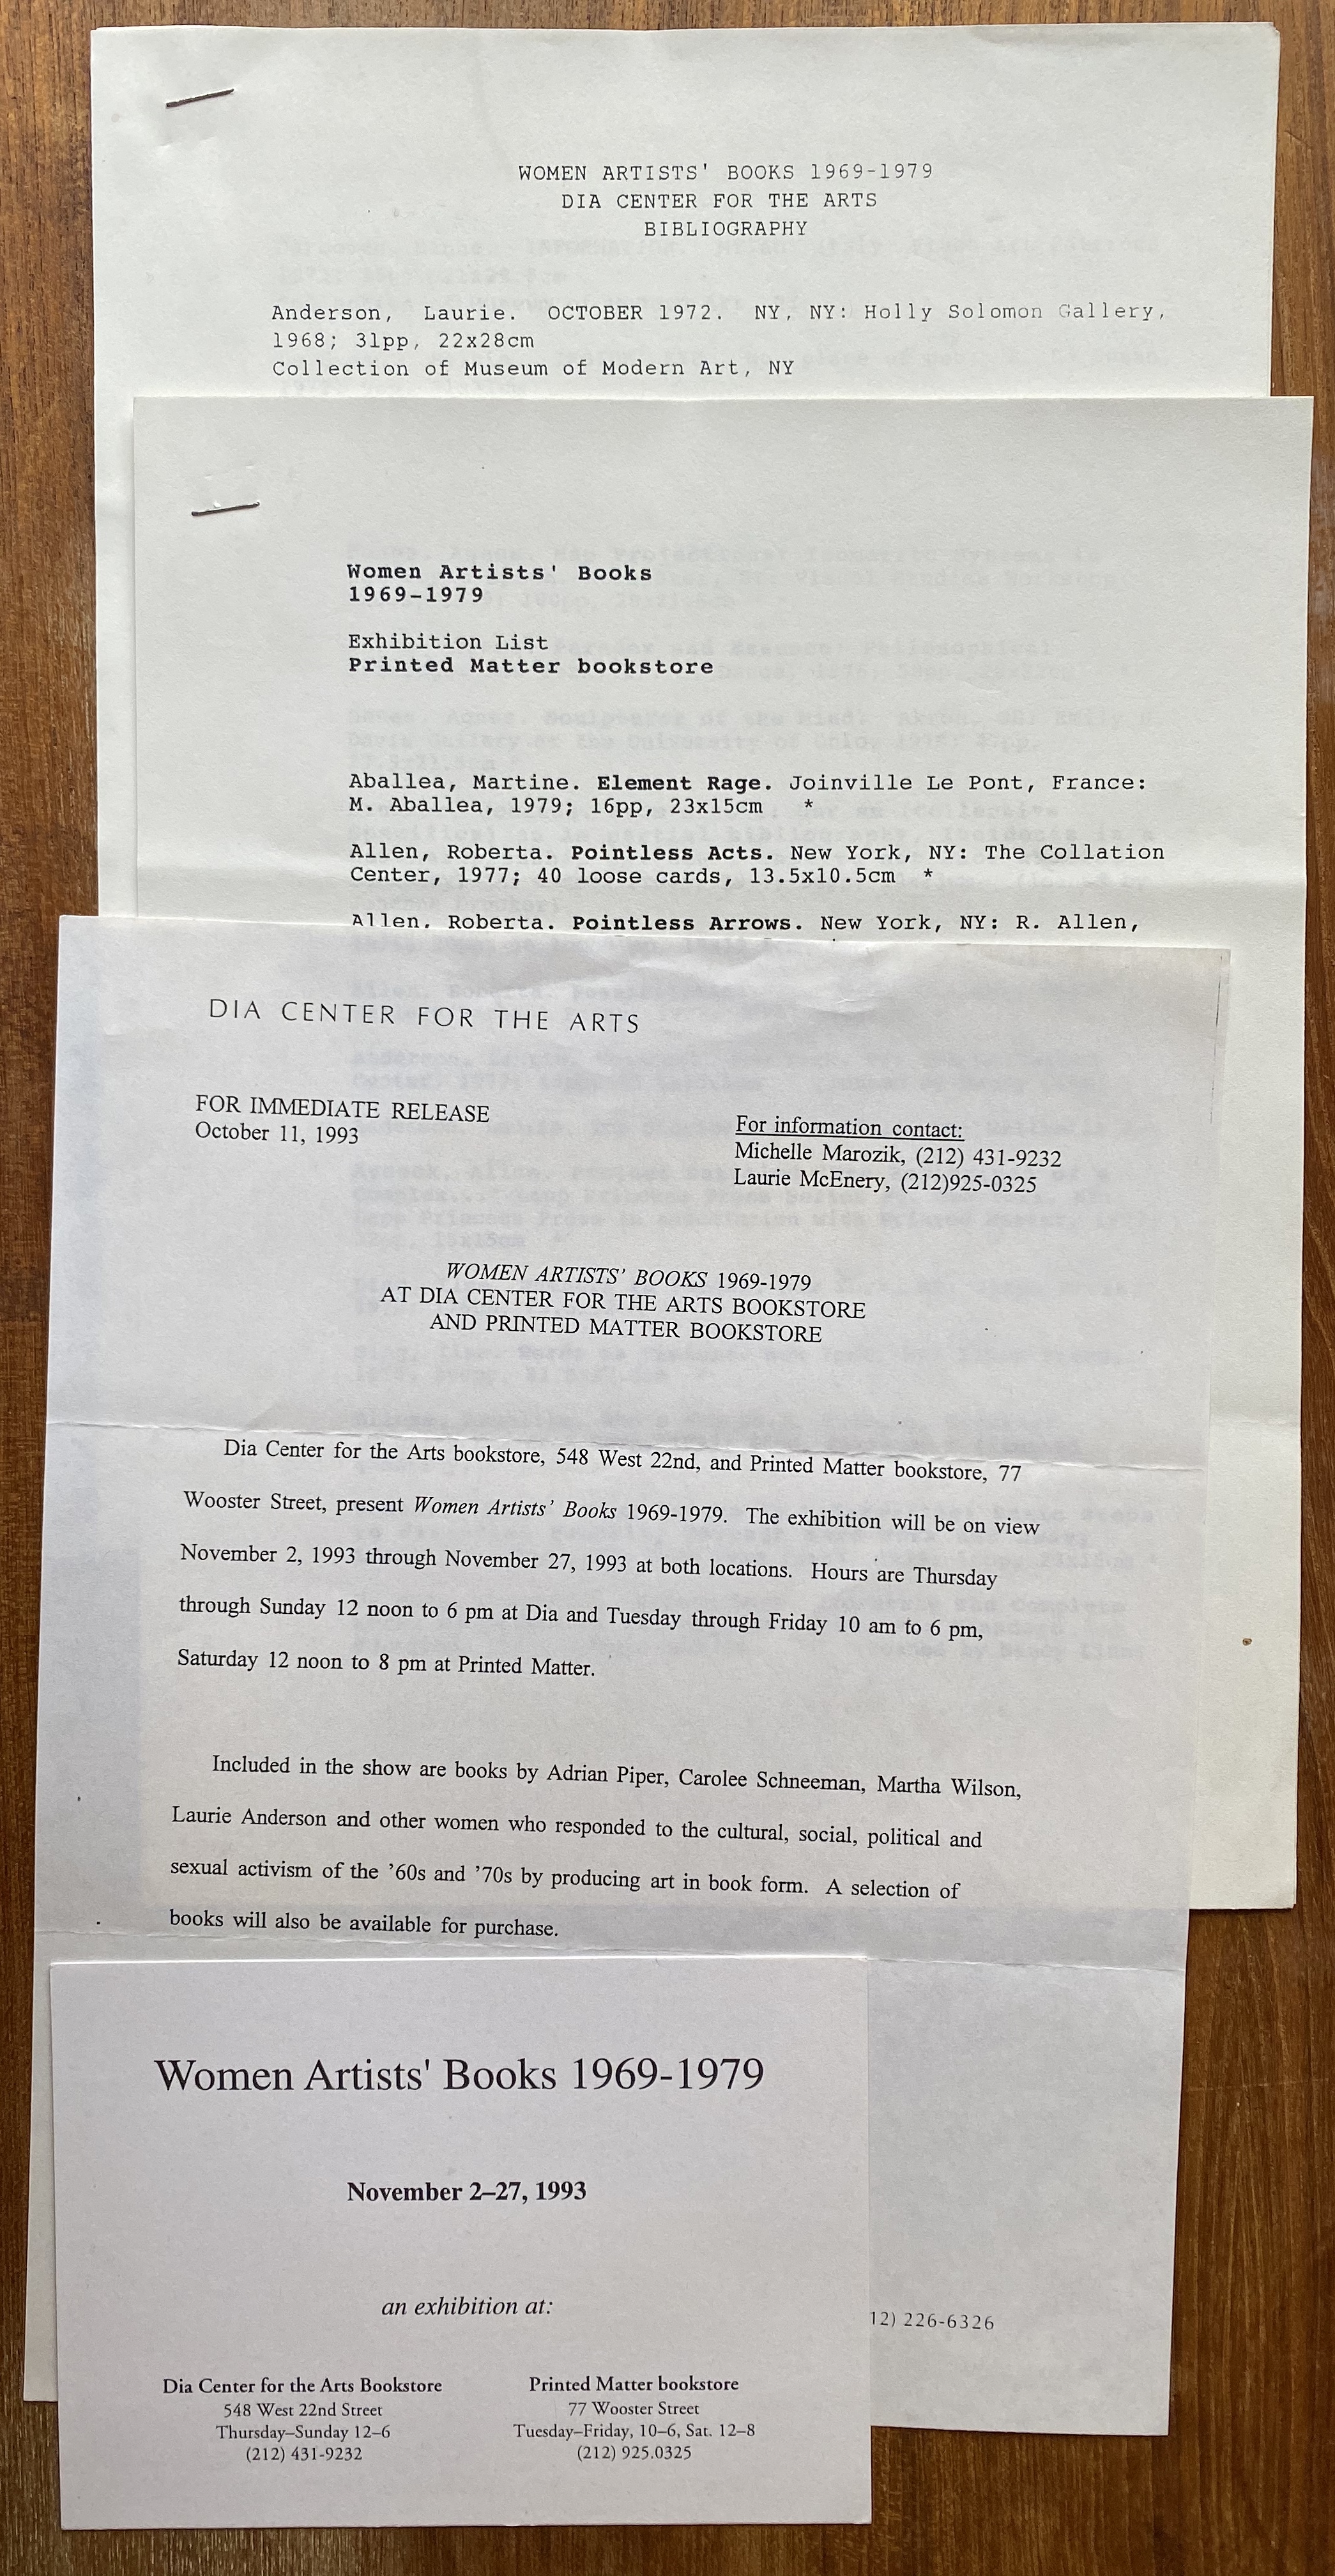 WOMEN ARTISTS' BOOKS 1969-1979
DIA CENTER FOR THE ARTS
BIBLIOGRAPHY
Anderson, Laurie. OCTOBER 1972. NY, NY: Holly Solomon Gallery,
1968; 31pp, 22x28cm
Collection of Museum of Modern Art, NY
Women Artists' Books
1969-1979
Exhibition List
Printed Matter bookstore
Aballea, Martine. Element Rage. Joinville Le Pont, France:
M. Aballea, 1979; 16pp, 23x15cm *
Allen, Roberta. Pointless Acts. New York, NY: The Collation
Center, 1977; 40 loose cards, 13.5x10.5cm *
Allen, Roberta. Pointless Arrows. New York, NY: R. Allen,
DIA CENTER FOR THE ARTS
FOR IMMEDIATE RELEASE
October 11, 1993
For information contact:
Michelle Marozik, (212) 431-9232
Laurie McEnery, (212)925-0325
WOMEN ARTISTS' BOOKS 1969-1979
AT DIA CENTER FOR THE ARTS BOOKSTORE
AND PRINTED MATTER BOOKSTORE
Dia Center for the Arts bookstore, 548 West 22nd, and Printed Matter bookstore, 77
Wooster Street, present Women Artists' Books 1969-1979. The exhibition will be on view
November 2, 1993 through November 27, 1993 at both locations. Hours are Thursday
through Sunday 12 noon to 6 pm at Dia and Tuesday through Friday 10 am to 6 pm,
Saturday 12 noon to 8 pm at Printed Matter.
Included in the show are books by Adrian Piper, Carolee Schneeman, Martha Wilson,
Laurie Anderson and other women who responded to the cultural, social, political and
sexual activism of the '60s and '70s by producing art in book form. A selection of
books will also be available for purchase.
12) 226-6326
Women Artists' Books 1969-1979
November 2–27, 1993
an exhibition at:
Dia Center for the Arts Bookstore
548 West 22nd Street
Thursday–Sunday 12–6
(212) 431-9232
Printed Matter bookstore
77 Wooster Street
Tuesday–Friday, 10–6, Sat. 12–8
(212) 925.0325